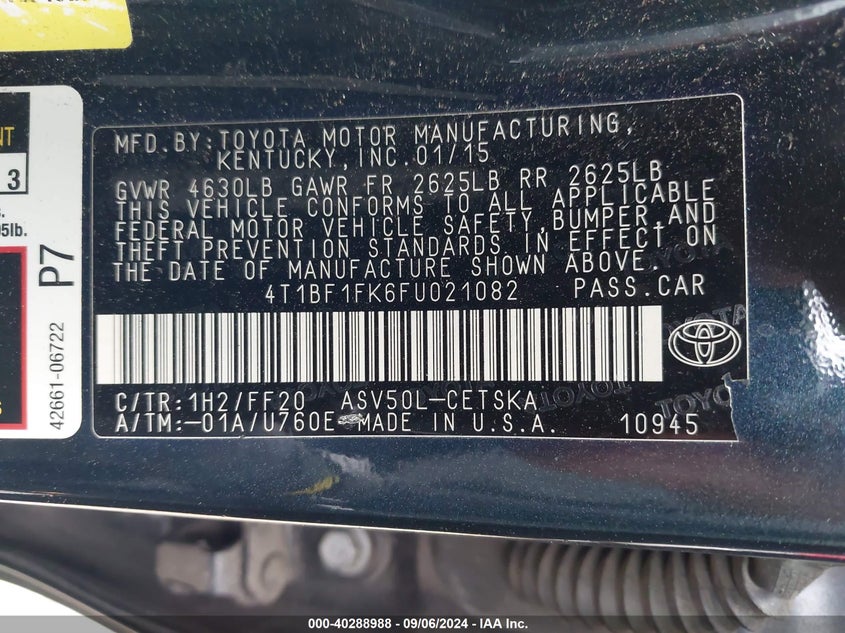 NT
3
s.
05lb.
P7
42661-06722
s
MFD.BY:TOYOTA MOTOR MANUFACTURING,
KENTUCKY,INC.01/15
GVWR 4630LB GAWR FR 2625LB RR 2625LB
THIS VEHICLE CONFORMS TO ALL APPLICABLE
FEDERAL MOTOR VEHICLE SAFETY,BUMPER,AND
THEFT PREVENTION STANDARDS IN EFFECT ON
THE DATE OF MANUFACTURE SHOWN ABOVE.
4T1BF1FK6FU021082 PASS.CAR
C/TR:1H2/FF20 ASV50L-CETSKA
A/TM:-01A/U760E MADE IN U.S.A. 10945
TOYOTA
000-40288988 - 09/06/2024 - IAA Inc.